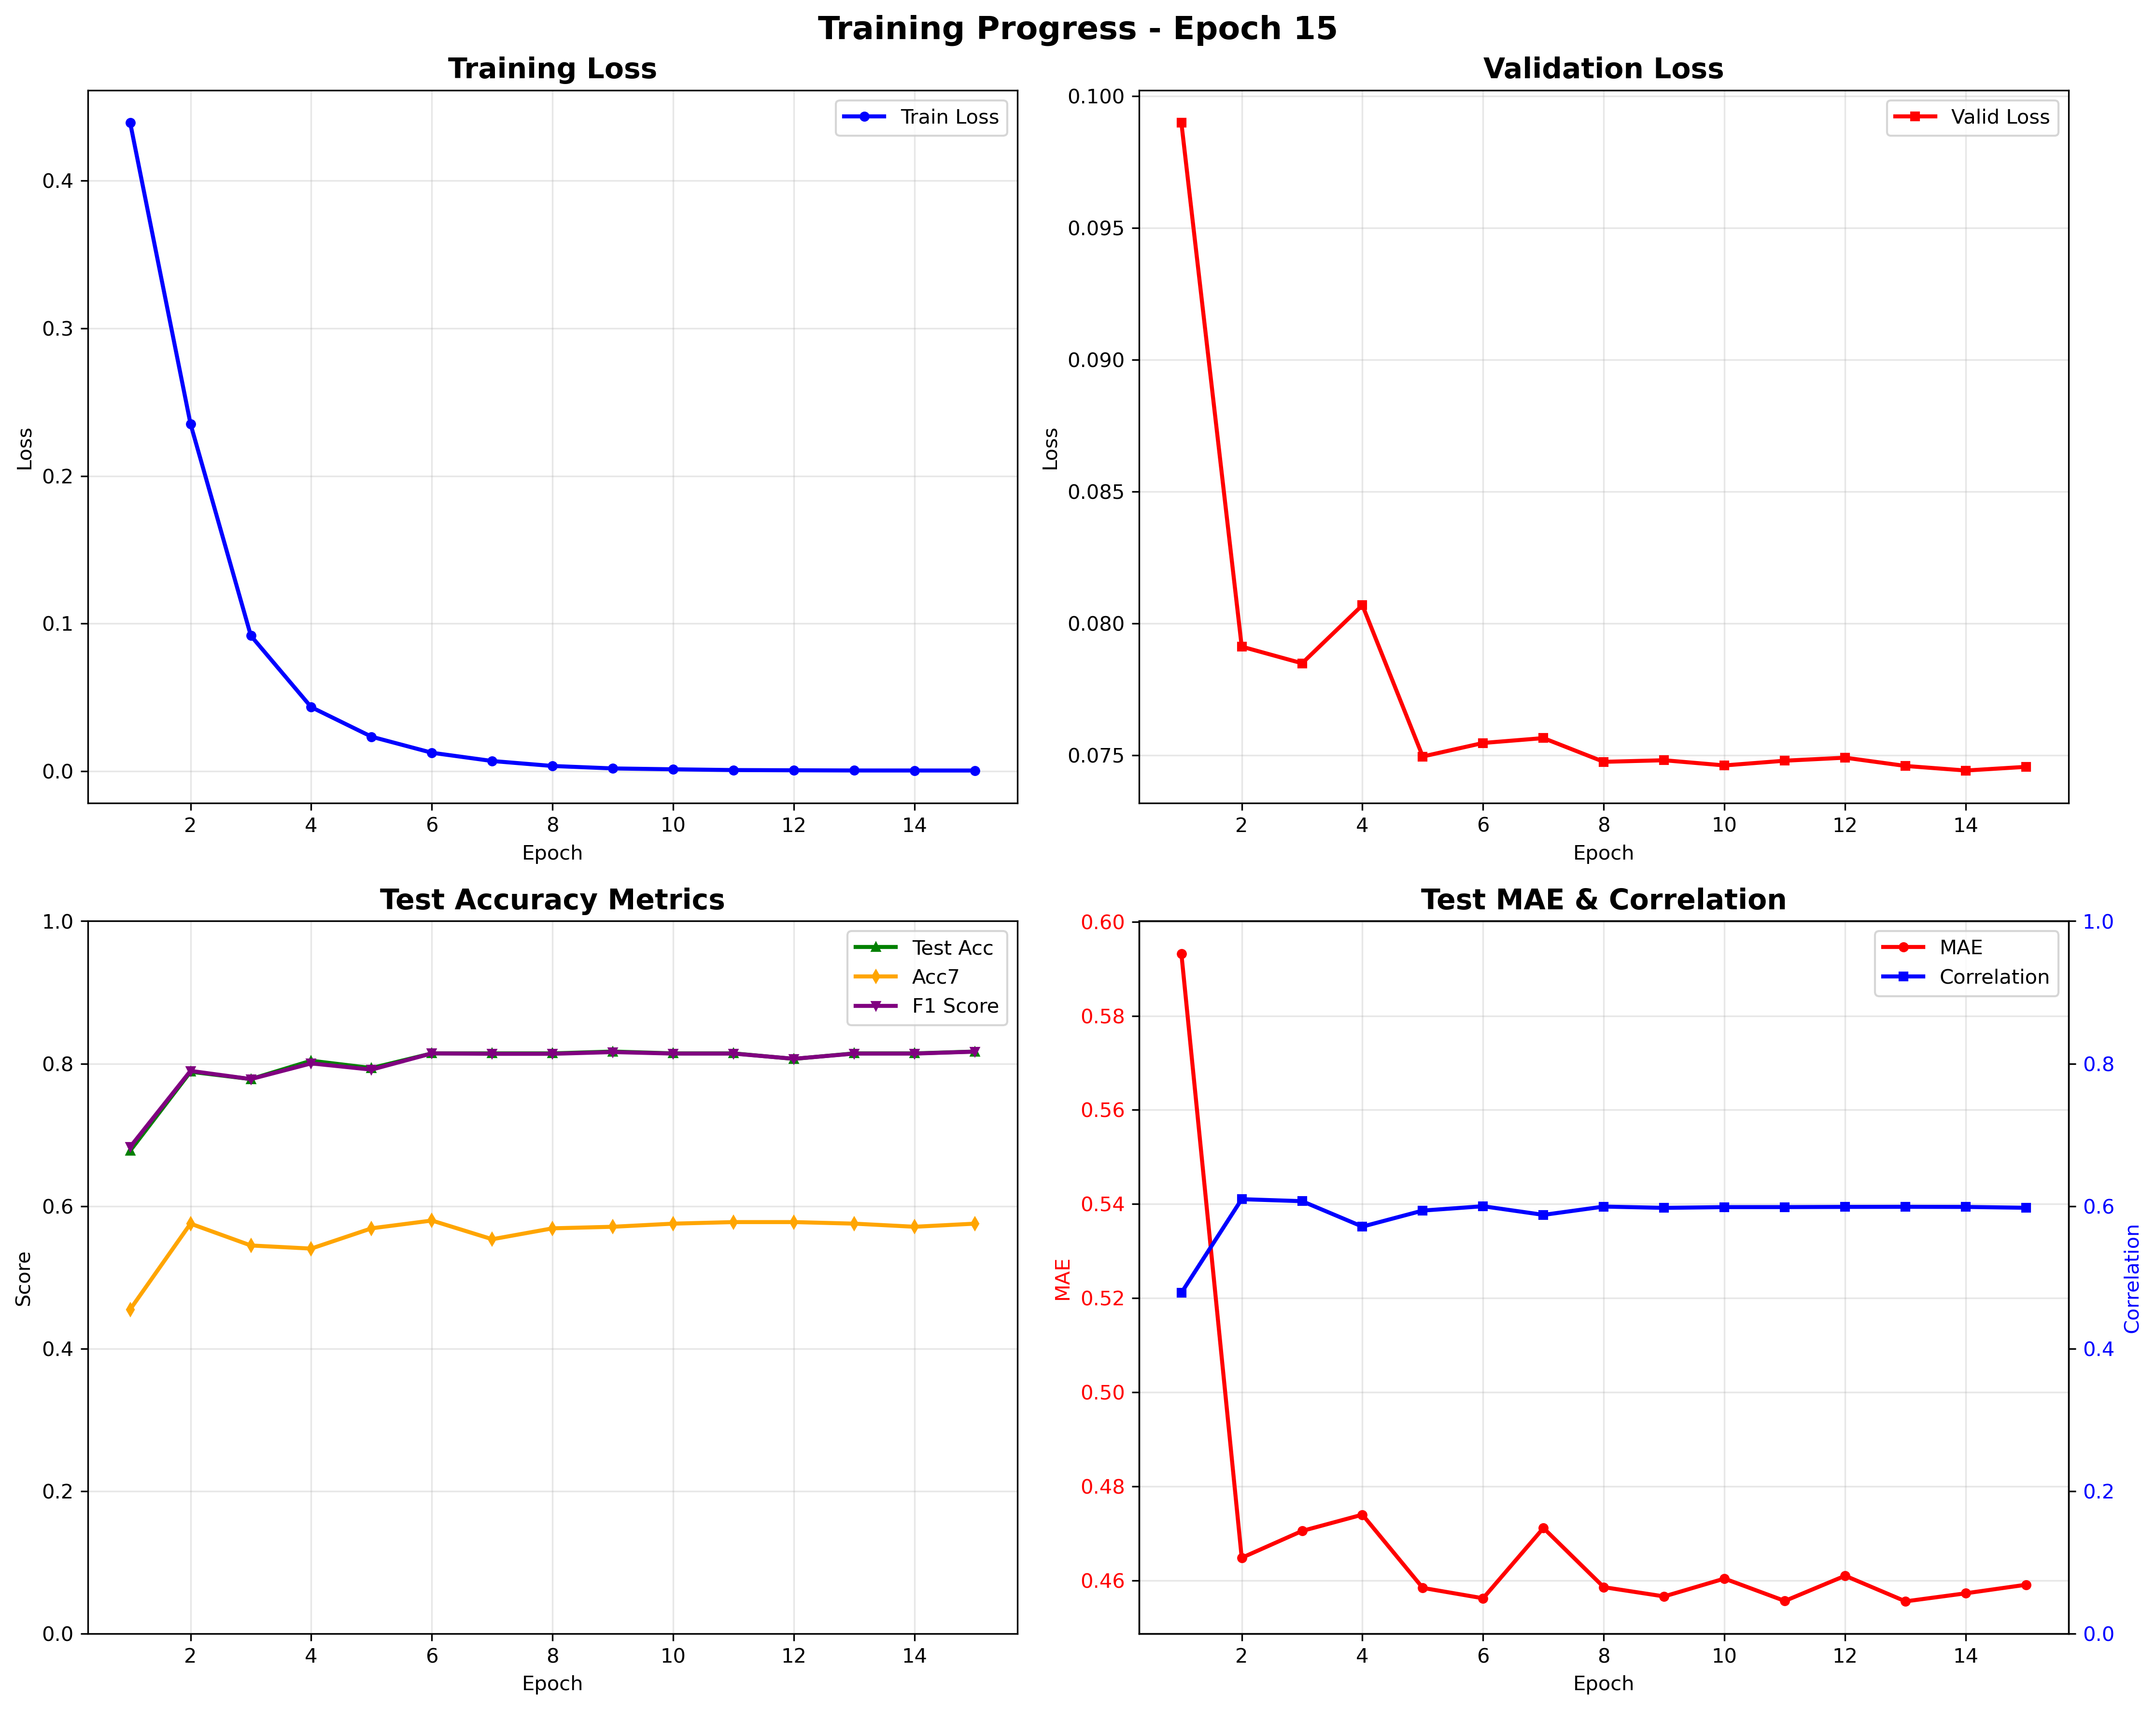 Training Progress - Epoch 15
Training Loss
Train Loss
Loss
0.4
0.3
0.2
0.1
0.0
2 4 6 8 10 12 14
Epoch
Validation Loss
Valid Loss
Loss
0.100
0.095
0.090
0.085
0.080
0.075
2 4 6 8 10 12 14
Epoch
Test Accuracy Metrics
Test Acc
Acc7
F1 Score
Score
1.0
0.8
0.6
0.4
0.2
0.0
2 4 6 8 10 12 14
Epoch
Test MAE & Correlation
MAE
Correlation
MAE
0.60
0.58
0.56
0.54
0.52
0.50
0.48
0.46
1.0
0.8
0.6
0.4
0.2
0.0
Correlation
2 4 6 8 10 12 14
Epoch